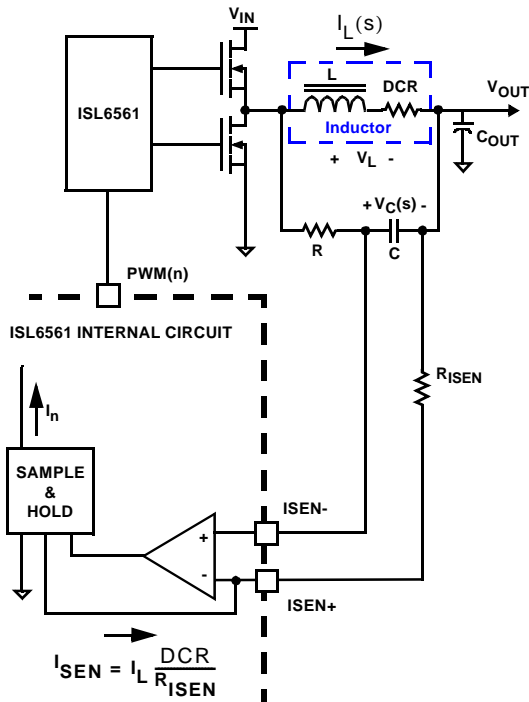 V_IN
I_L(s)
L
DCR
V_OUT
ISL6561
Inductor
C_OUT
+ V_L -
+ V_C(s) -
R
C
PWM(n)
ISL6561 INTERNAL CIRCUIT
R_ISEN
I_n
SAMPLE
&
HOLD
ISEN-
+
-
ISEN+
I_SEN = I_L DCR / R_ISEN